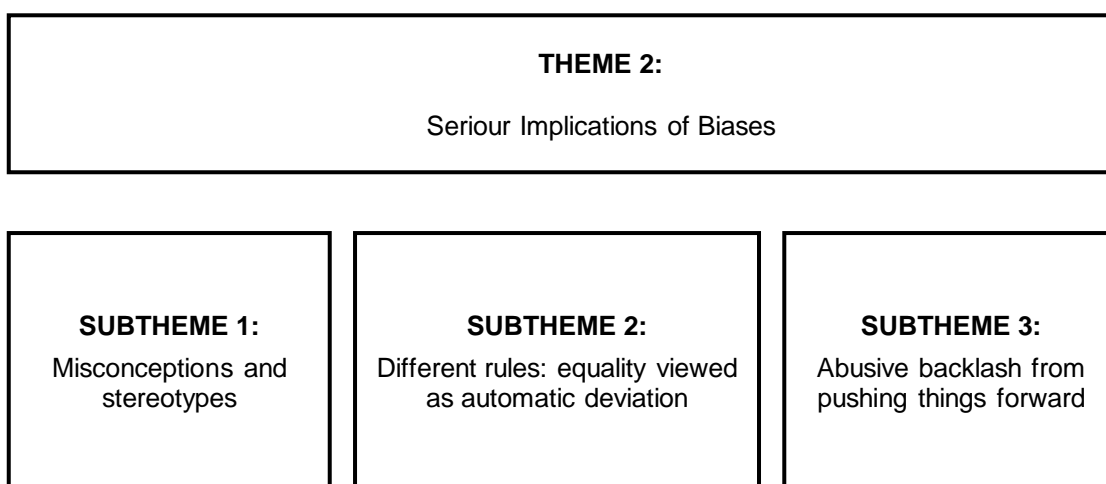 THEME 2:
Seriour Implications of Biases
SUBTHEME 1:
Misconceptions and
stereotypes
SUBTHEME 2:
Different rules: equality viewed
as automatic deviation
SUBTHEME 3:
Abusive backlash from
pushing things forward